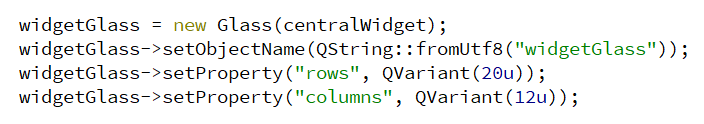 widgetGlass = new Glass(centralWidget);
widgetGlass->setObjectName(QString::fromUtf8("widgetGlass"));
widgetGlass->setProperty("rows", QVariant(20u));
widgetGlass->setProperty("columns", QVariant(12u));